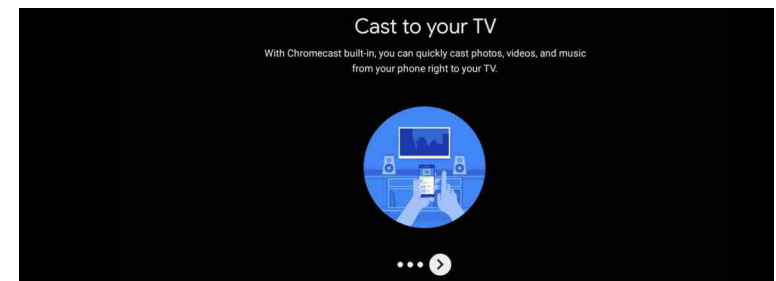 Cast to your TV
With Chromecast built-in, you can quickly cast photos, videos, and music
from your phone right to your TV.